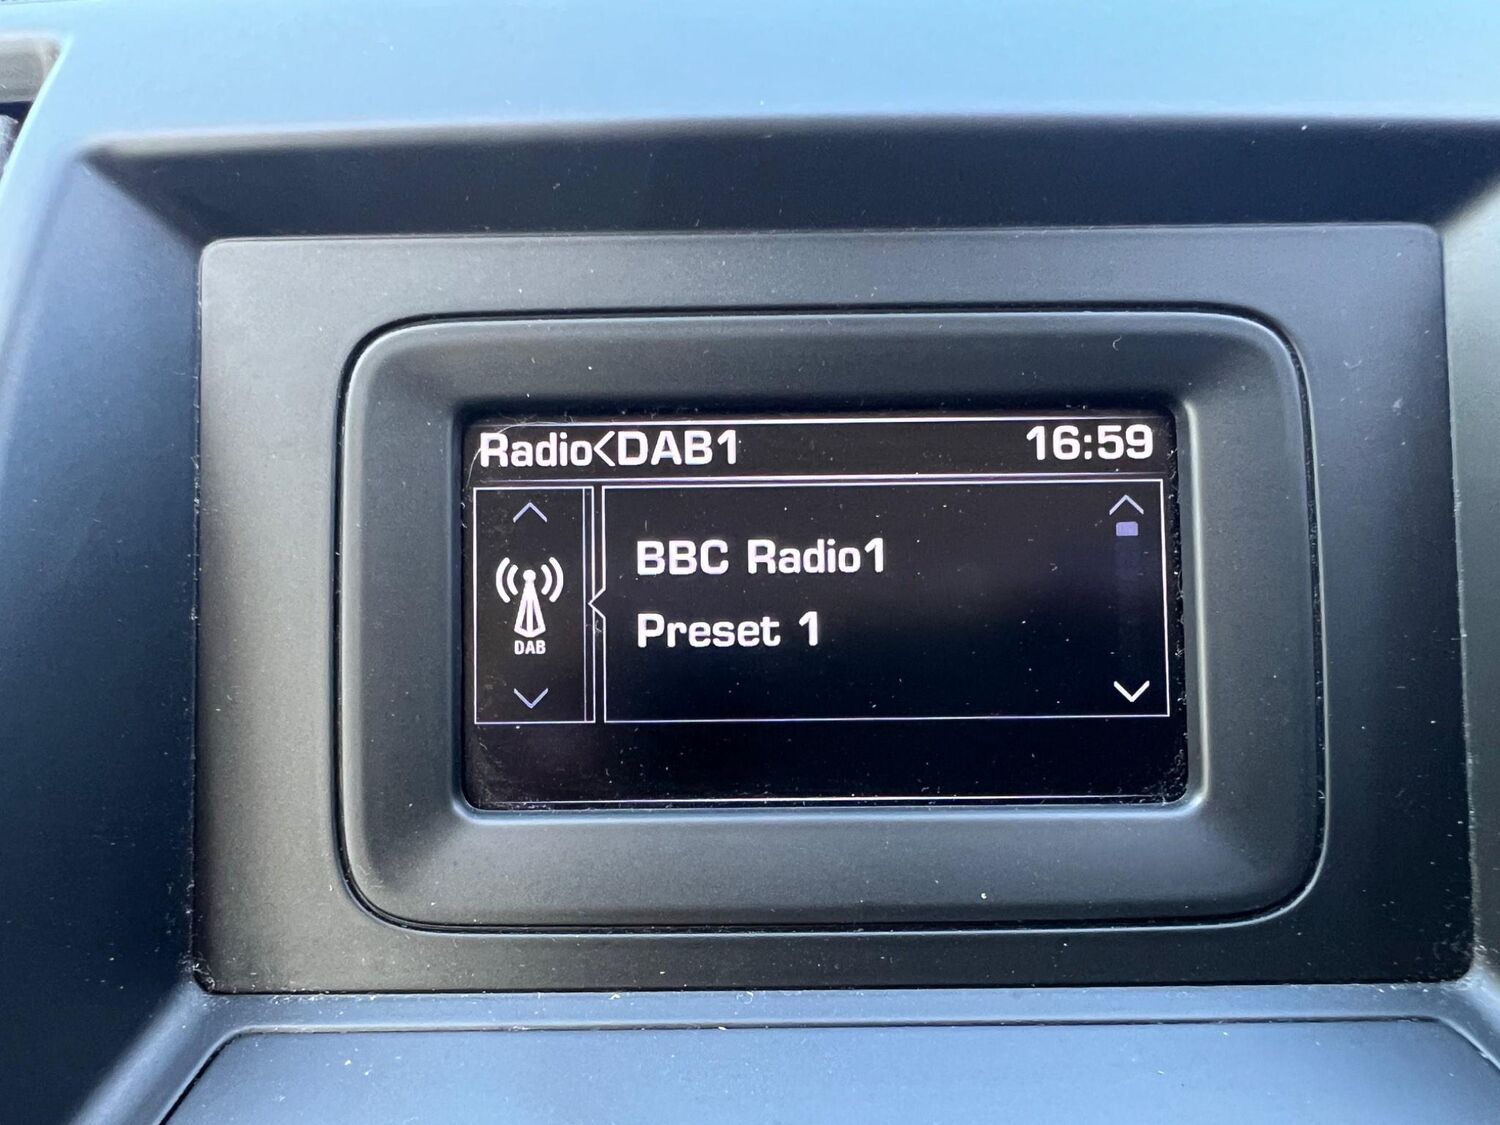 Radio<DAB1 16:59
BBC Radio1
Preset 1
DAB